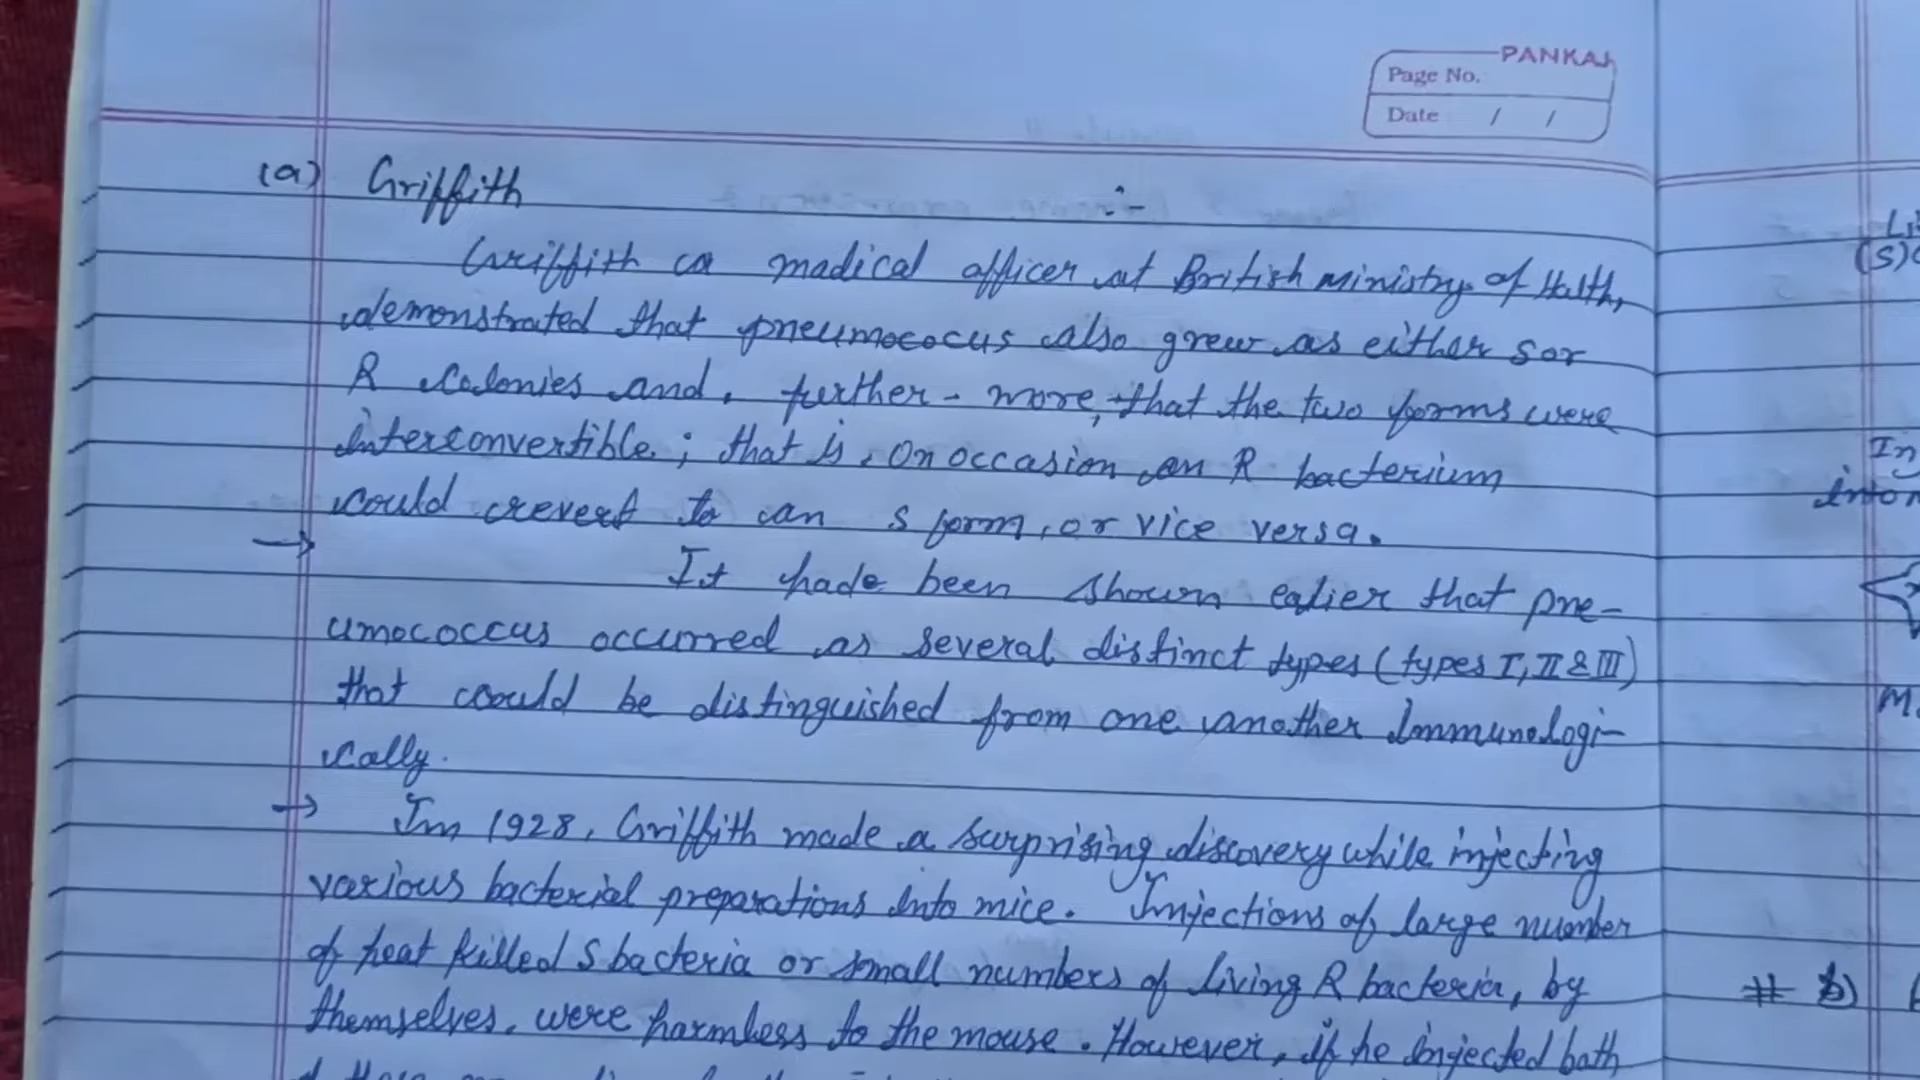 PANKAJ
Page No.
Date / /
(a) Griffith :-
Griffith a madical officer at British ministry of Halth,
demonstrated that pneumococus also grew as either s or
R colonies and, further - more, that the two forms were
interconvertible; that is, on occasion an R bacterium
could revert to an s form, or vice versa.
→ It hade been shown ealier that pne-
umococcus occurred as several distinct types (types I, II & III)
that coould be distinguished from one another immunologi-
cally.
→ In 1928, Griffith made a surprising discovery while injecting
various bacterial preparations into mice. Injections of large number
of heat killed S bacteria or small numbers of living R bacteria, by
themselves, were harmless to the mouse. However, if he injected both
(S)
In
# b)